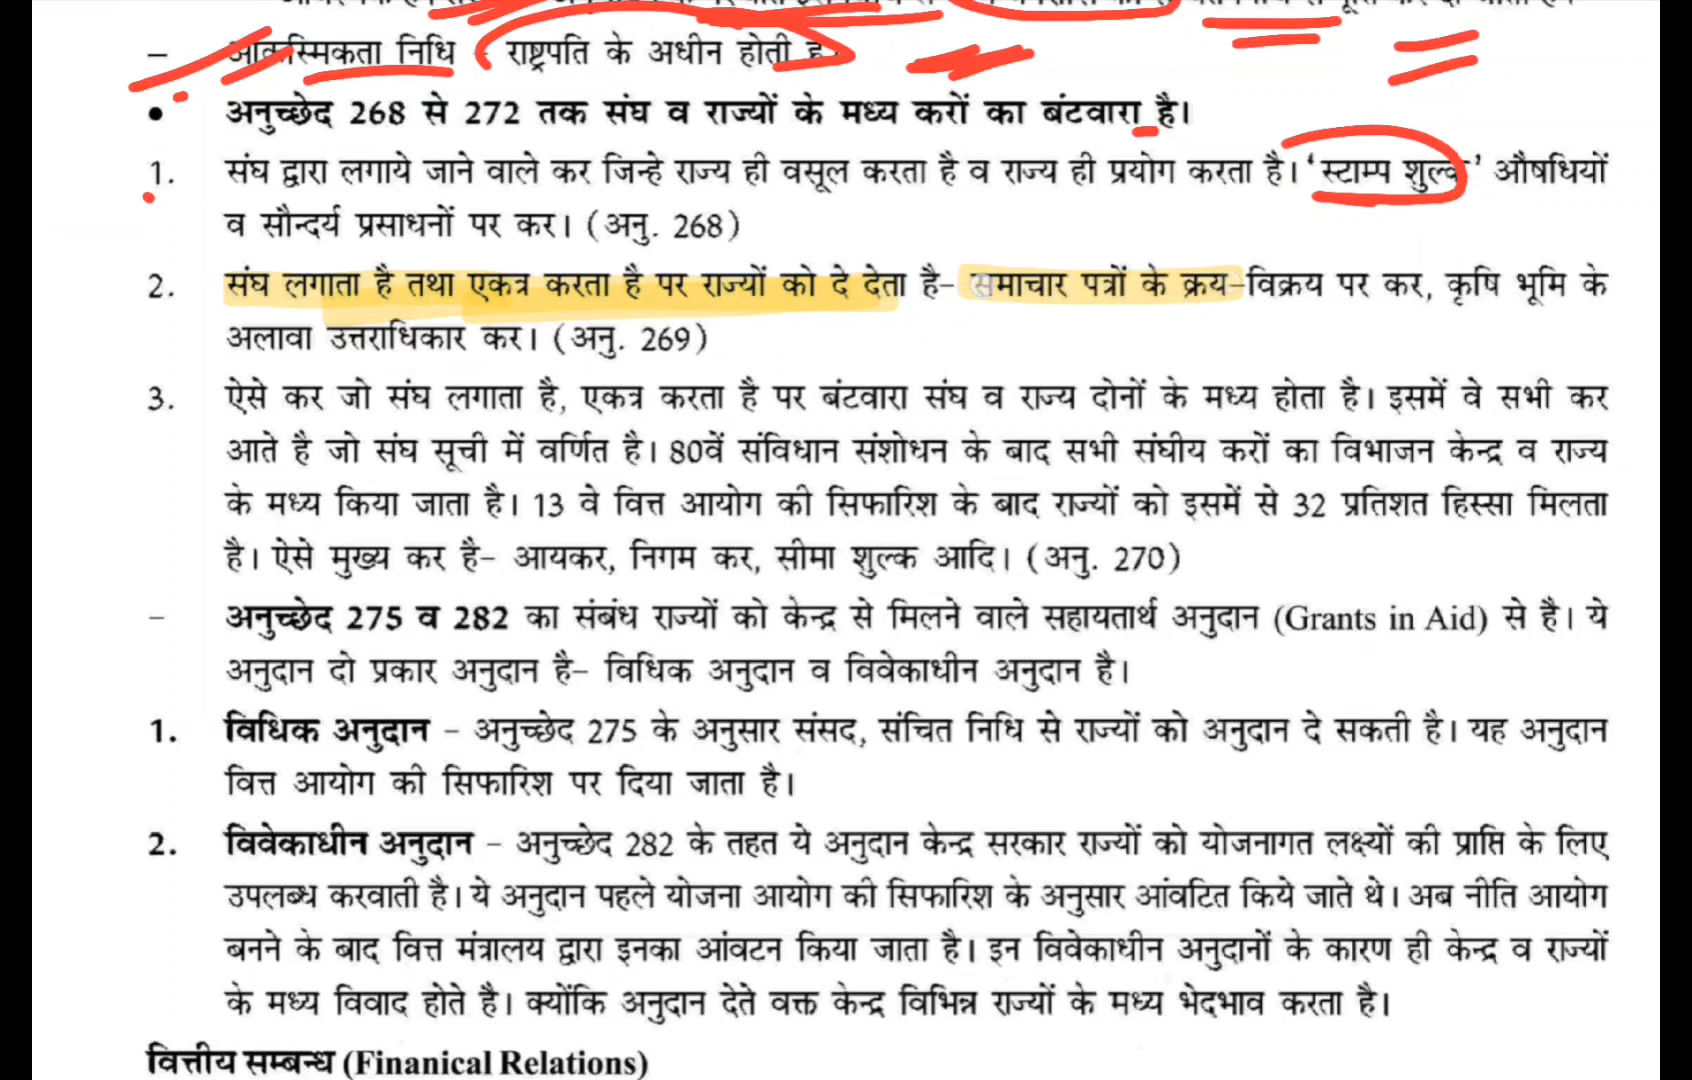 – आकस्मिकता निधि – राष्ट्रपति के अधीन होती है।
• अनुच्छेद 268 से 272 तक संघ व राज्यों के मध्य करों का बंटवारा है।
1. संघ द्वारा लगाये जाने वाले कर जिन्हे राज्य ही वसूल करता है व राज्य ही प्रयोग करता है। ‘स्टाम्प शुल्क’ औषधियों
व सौन्दर्य प्रसाधनों पर कर। (अनु. 268)
2. संघ लगाता है तथा एकत्र करता है पर राज्यों को दे देता है– समाचार पत्रों के क्रय–विक्रय पर कर, कृषि भूमि के
अलावा उत्तराधिकार कर। (अनु. 269)
3. ऐसे कर जो संघ लगाता है, एकत्र करता है पर बंटवारा संघ व राज्य दोनों के मध्य होता है। इसमें वे सभी कर
आते है जो संघ सूची में वर्णित है। 80वें संविधान संशोधन के बाद सभी संघीय करों का विभाजन केन्द्र व राज्य
के मध्य किया जाता है। 13 वे वित्त आयोग की सिफारिश के बाद राज्यों को इसमें से 32 प्रतिशत हिस्सा मिलता
है। ऐसे मुख्य कर है– आयकर, निगम कर, सीमा शुल्क आदि। (अनु. 270)
– अनुच्छेद 275 व 282 का संबंध राज्यों को केन्द्र से मिलने वाले सहायतार्थ अनुदान (Grants in Aid) से है। ये
अनुदान दो प्रकार अनुदान है– विधिक अनुदान व विवेकाधीन अनुदान है।
1. विधिक अनुदान – अनुच्छेद 275 के अनुसार संसद, संचित निधि से राज्यों को अनुदान दे सकती है। यह अनुदान
वित्त आयोग की सिफारिश पर दिया जाता है।
2. विवेकाधीन अनुदान – अनुच्छेद 282 के तहत ये अनुदान केन्द्र सरकार राज्यों को योजनागत लक्ष्यों की प्राप्ति के लिए
उपलब्ध करवाती है। ये अनुदान पहले योजना आयोग की सिफारिश के अनुसार आंवटित किये जाते थे। अब नीति आयोग
बनने के बाद वित्त मंत्रालय द्वारा इनका आंवटन किया जाता है। इन विवेकाधीन अनुदानों के कारण ही केन्द्र व राज्यों
के मध्य विवाद होते है। क्योंकि अनुदान देते वक्त केन्द्र विभिन्न राज्यों के मध्य भेदभाव करता है।
वित्तीय सम्बन्ध (Finanical Relations)